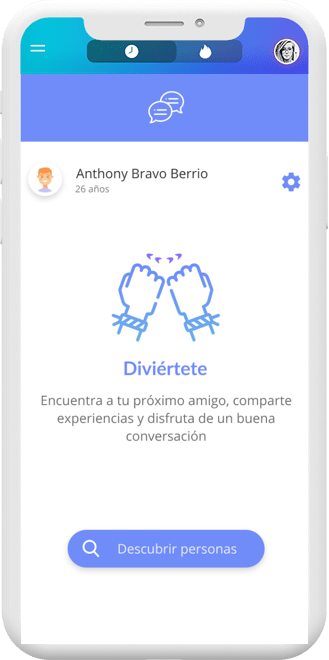 Anthony Bravo Berrio
26 años
Diviértete
Encuentra a tu próximo amigo, comparte
experiencias y disfruta de un buena
conversación
Descubrir personas